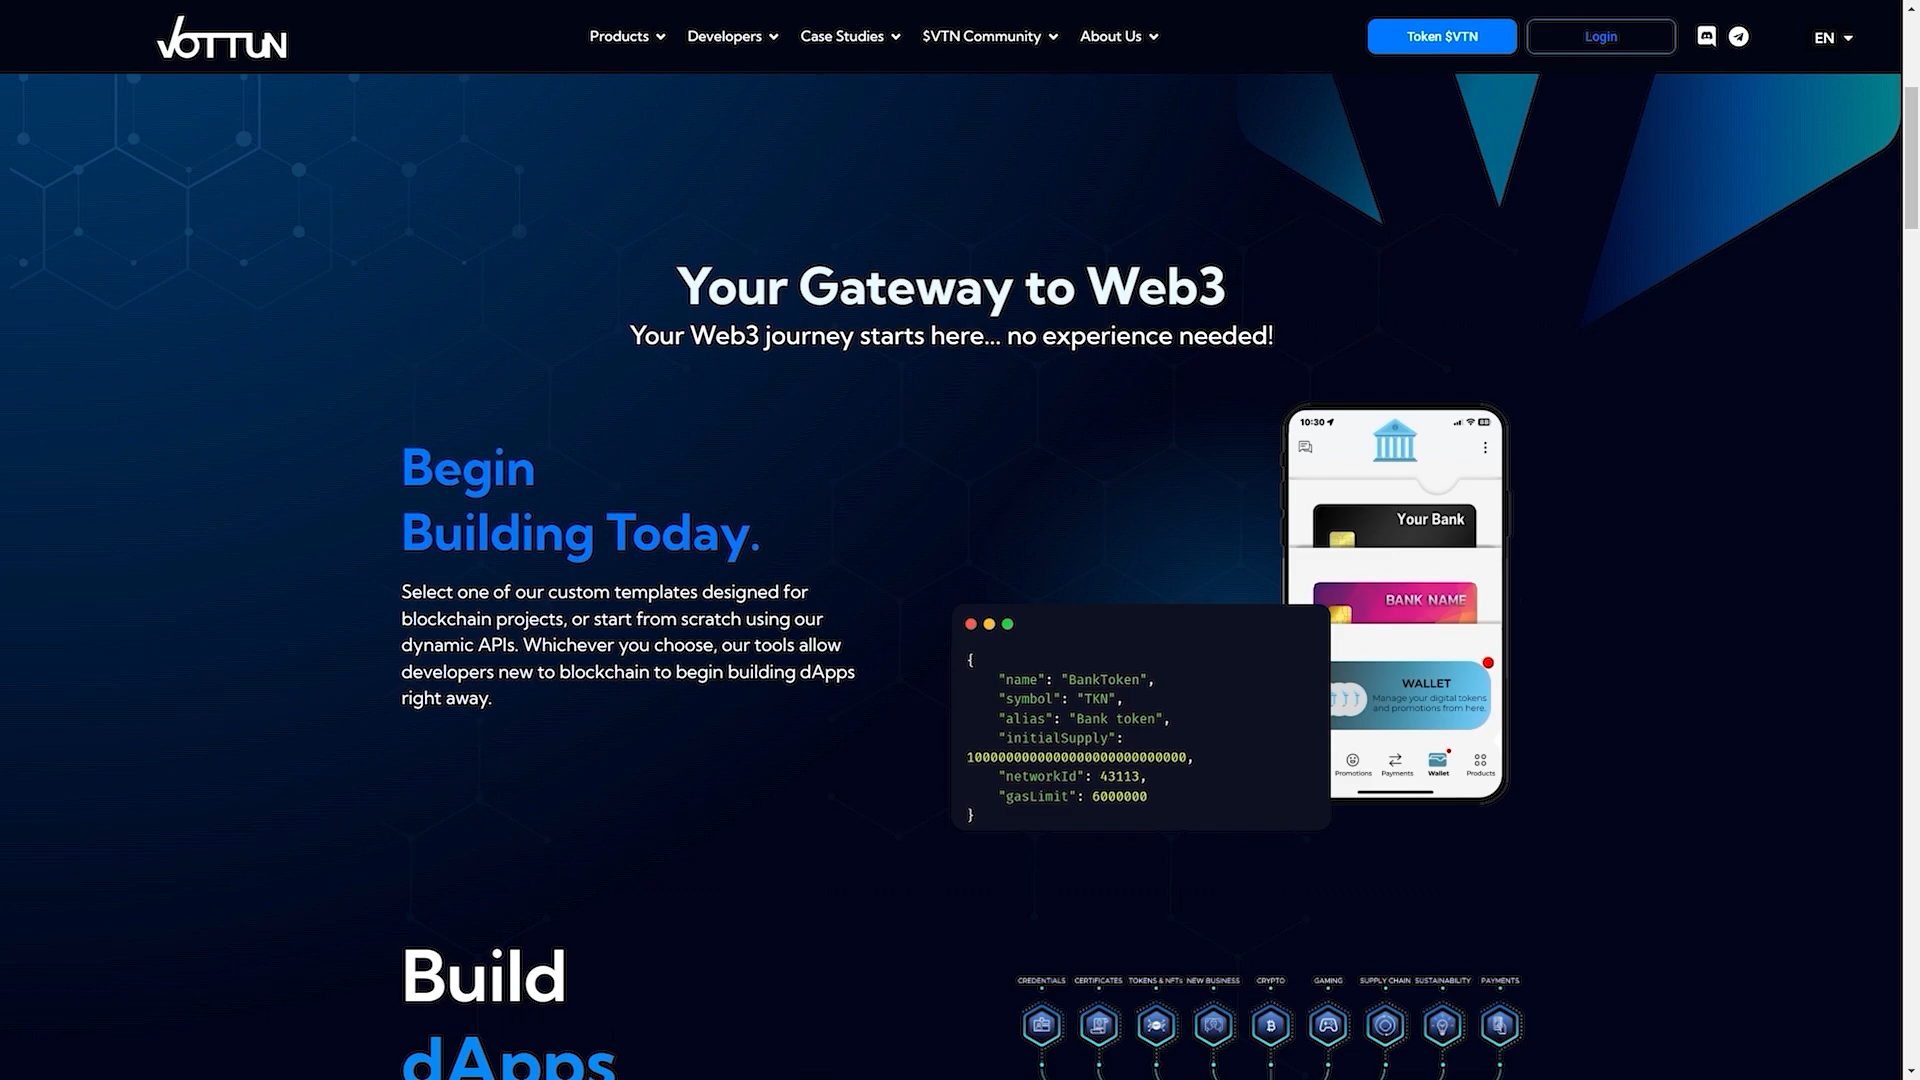 VOTTUN
Products
Developers
Case Studies
$VTN Community
About Us
Token $VTN
Login
EN
Your Gateway to Web3
Your Web3 journey starts here... no experience needed!
Begin
Building Today.
Select one of our custom templates designed for
blockchain projects, or start from scratch using our
dynamic APIs. Whichever you choose, our tools allow
developers new to blockchain to begin building dApps
right away.
10:30
Your Bank
BANK NAME
WALLET
Manage your digital tokens
and promotions from here.
Promotions
Payments
Wallet
Products
{
"name": "BankToken",
"symbol": "TKN",
"alias": "Bank token",
"initialSupply":
"networkId": 43113,
"gasLimit": 6000000
}
Build
dApps
CREDENTIALS
CERTIFICATES
TOKENS & NFTs
NEW BUSINESS
CRYPTO
GAMING
SUPPLY CHAIN
SUSTAINABILITY
PAYMENTS